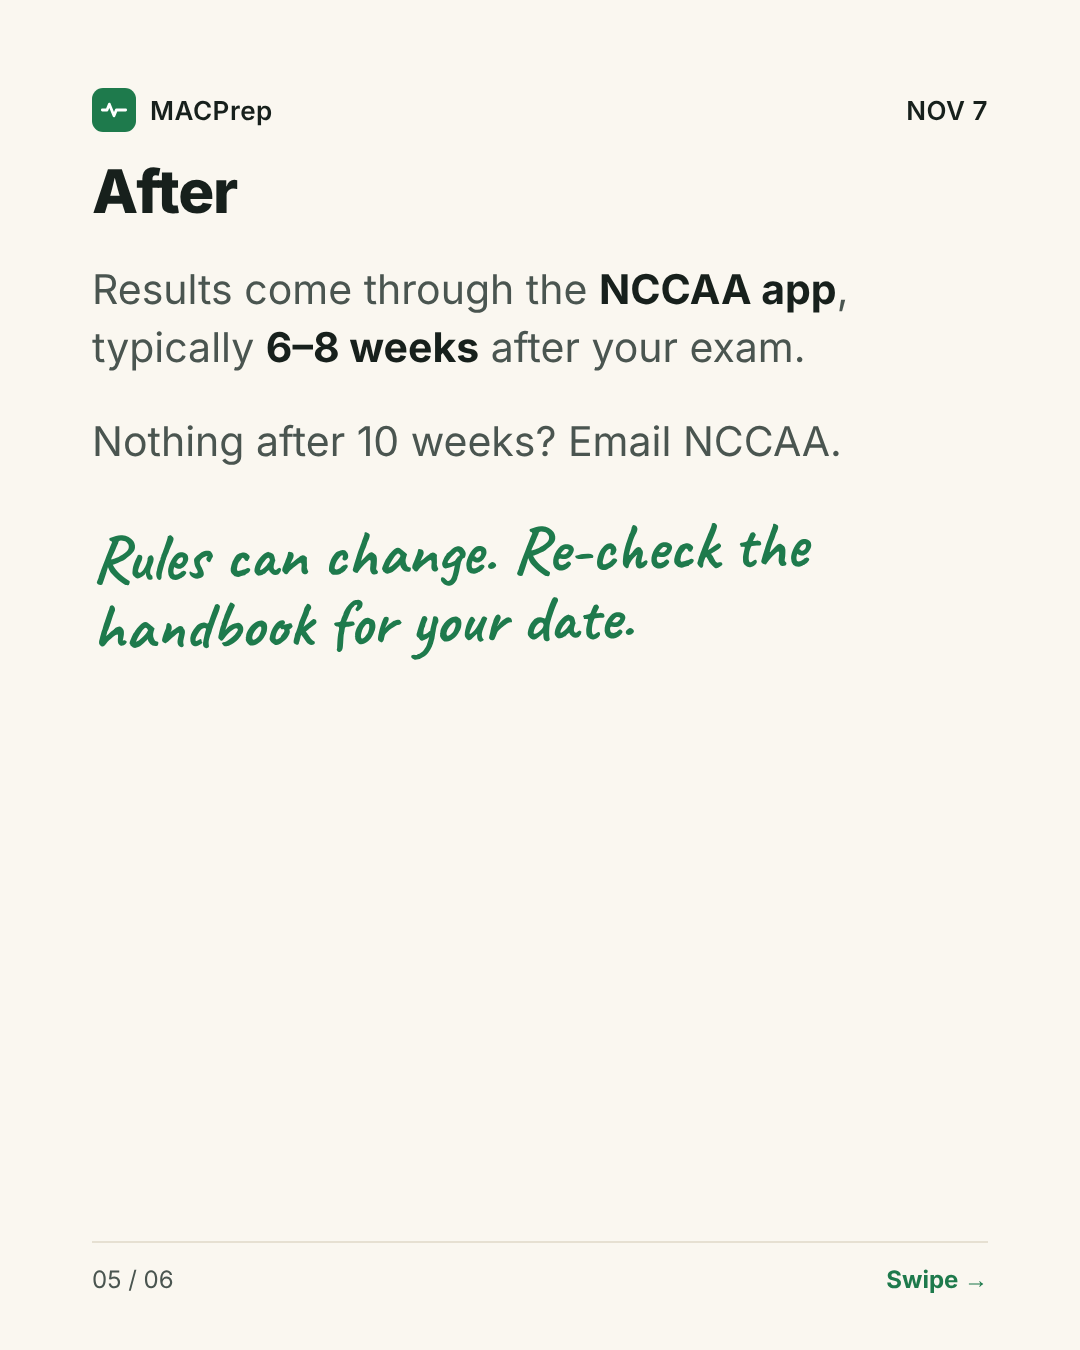 MACPrep
NOV 7
After
Results come through the NCCAA app,
typically 6–8 weeks after your exam.
Nothing after 10 weeks? Email NCCAA.
Rules can change. Re-check the
handbook for your date.
05 / 06
Swipe →